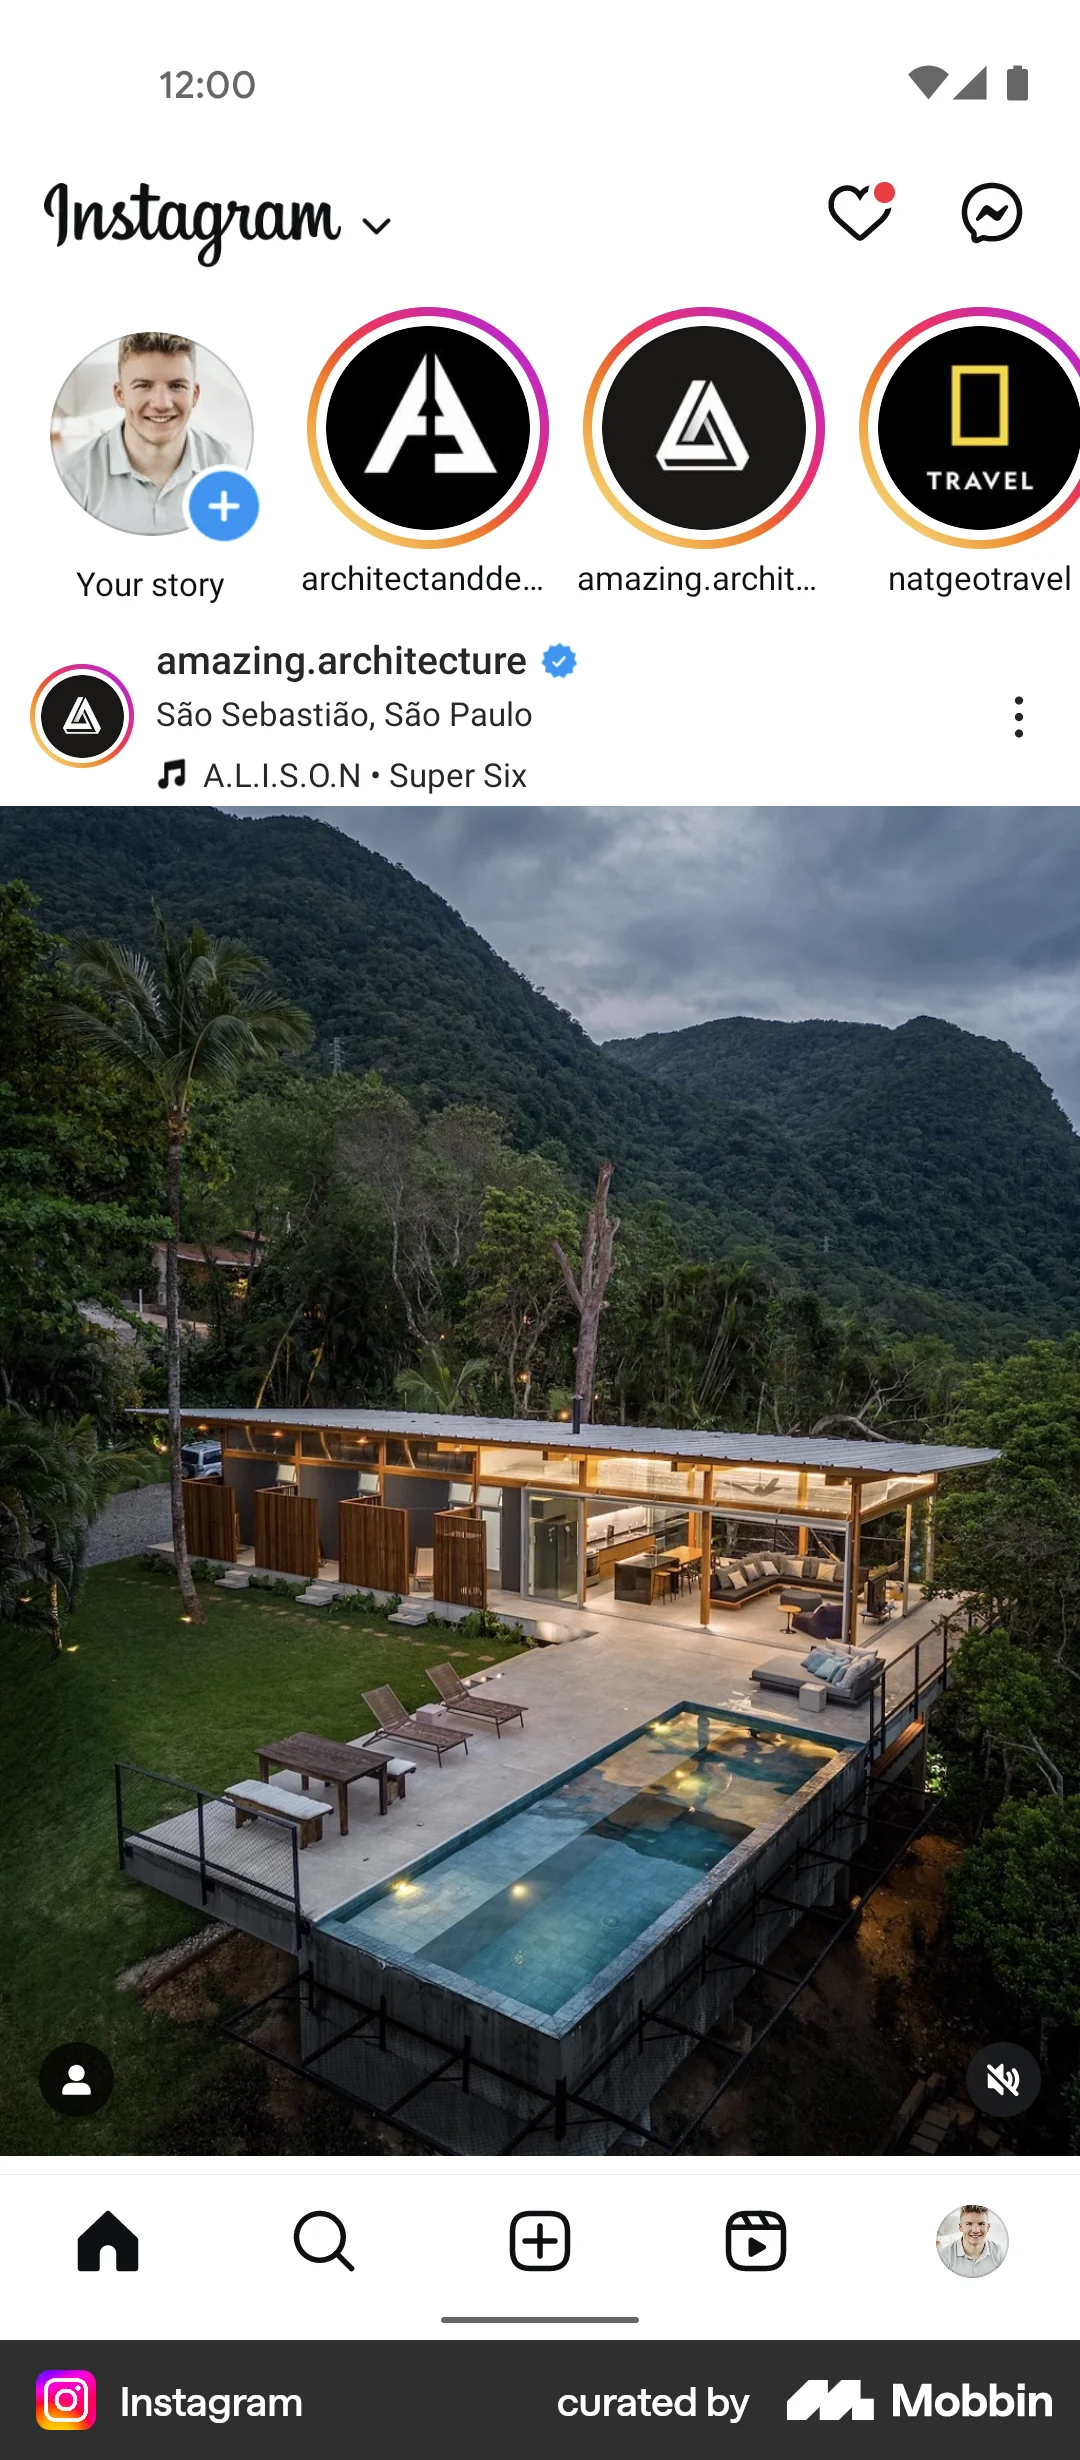 12:00
Instagram
TRAVEL
Your story
architectandde...
amazing.archit...
natgeotravel
amazing.architecture
São Sebastião, São Paulo
A.L.I.S.O.N • Super Six
Instagram
curated by Mobbin